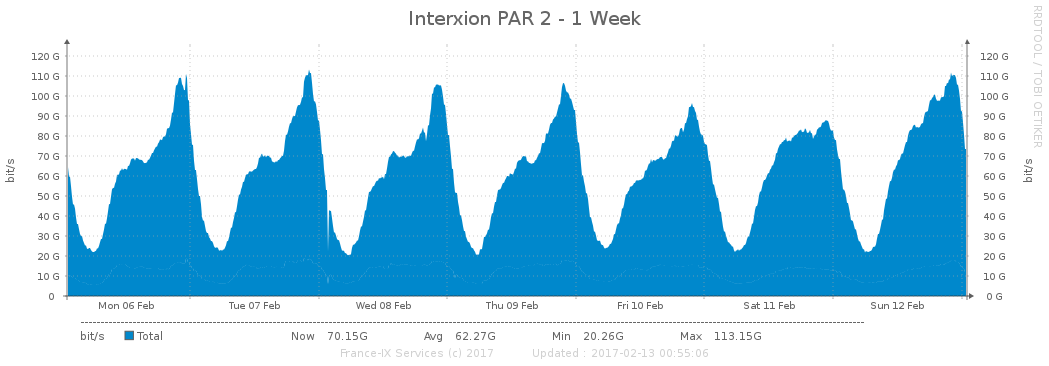 Interxion PAR 2 - 1 Week
RRDTOOL / TOBI OETIKER
120 G 120 G
110 G 110 G
100 G 100 G
90 G 90 G
80 G 80 G
70 G 70 G
60 G 60 G
50 G 50 G
40 G 40 G
30 G 30 G
20 G 20 G
10 G 10 G
0 0 G
bit/s bit/s
Mon 06 Feb Tue 07 Feb Wed 08 Feb Thu 09 Feb Fri 10 Feb Sat 11 Feb Sun 12 Feb
bit/s Total Now 70.15G Avg 62.27G Min 20.26G Max 113.15G
France-IX Services (c) 2017 Updated : 2017-02-13 00:55:06